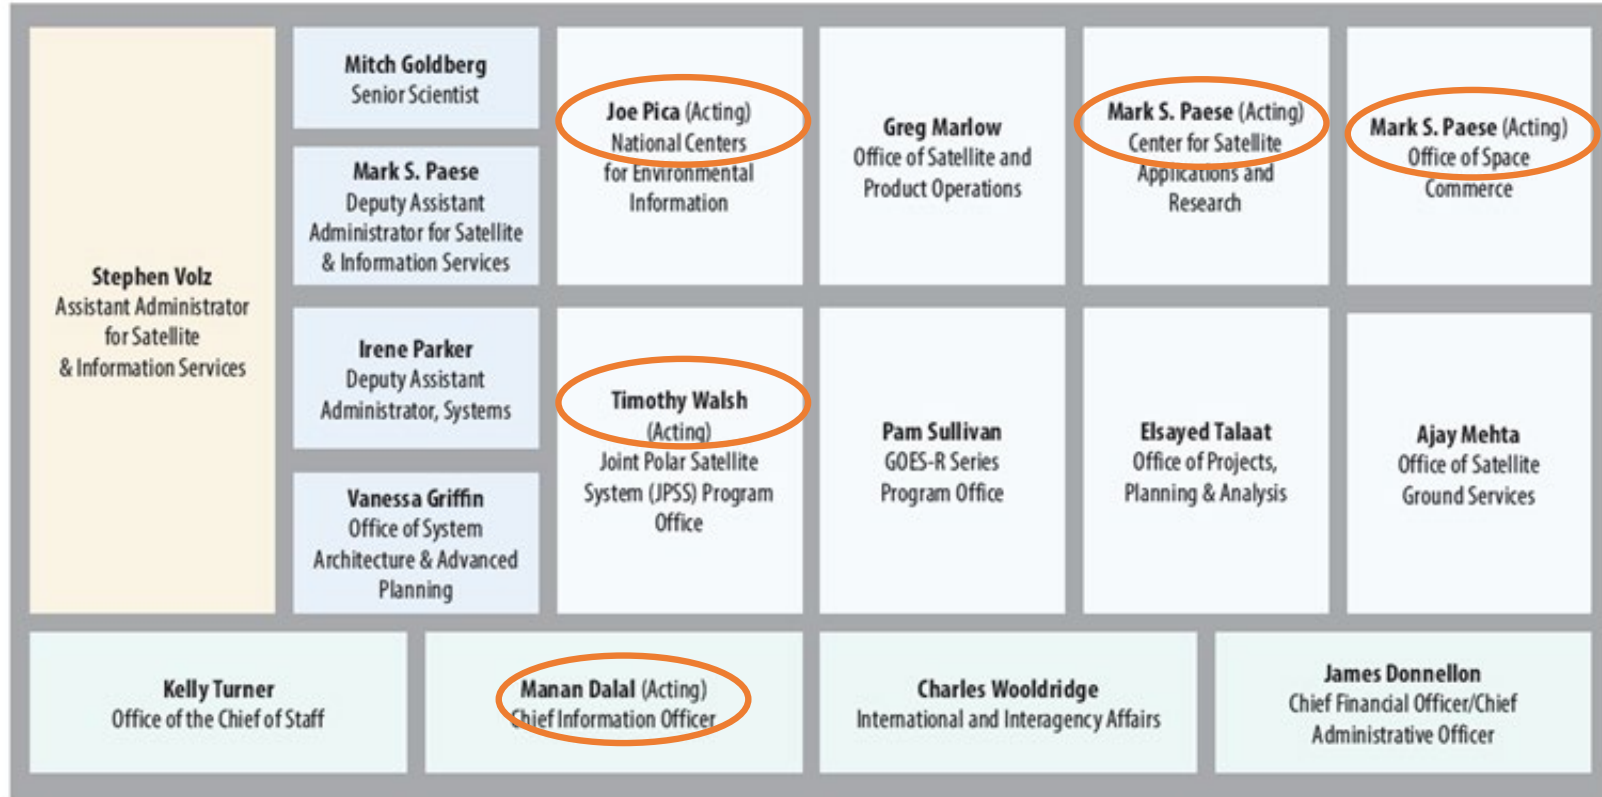 Stephen Volz
Assistant Administrator
for Satellite
& Information Services
Mitch Goldberg
Senior Scientist
Mark S. Paese
Deputy Assistant
Administrator for Satellite
& Information Services
Irene Parker
Deputy Assistant
Administrator, Systems
Vanessa Griffin
Office of System
Architecture & Advanced
Planning
Joe Pica (Acting)
National Centers
for Environmental
Information
Greg Marlow
Office of Satellite and
Product Operations
Mark S. Paese (Acting)
Center for Satellite
Applications and
Research
Mark S. Paese (Acting)
Office of Space
Commerce
Timothy Walsh
(Acting)
Joint Polar Satellite
System (JPSS) Program
Office
Pam Sullivan
GOES-R Series
Program Office
Elsayed Talaat
Office of Projects,
Planning & Analysis
Ajay Mehta
Office of Satellite
Ground Services
Kelly Turner
Office of the Chief of Staff
Manan Dalal (Acting)
Chief Information Officer
Charles Wooldridge
International and Interagency Affairs
James Donnellon
Chief Financial Officer/Chief
Administrative Officer